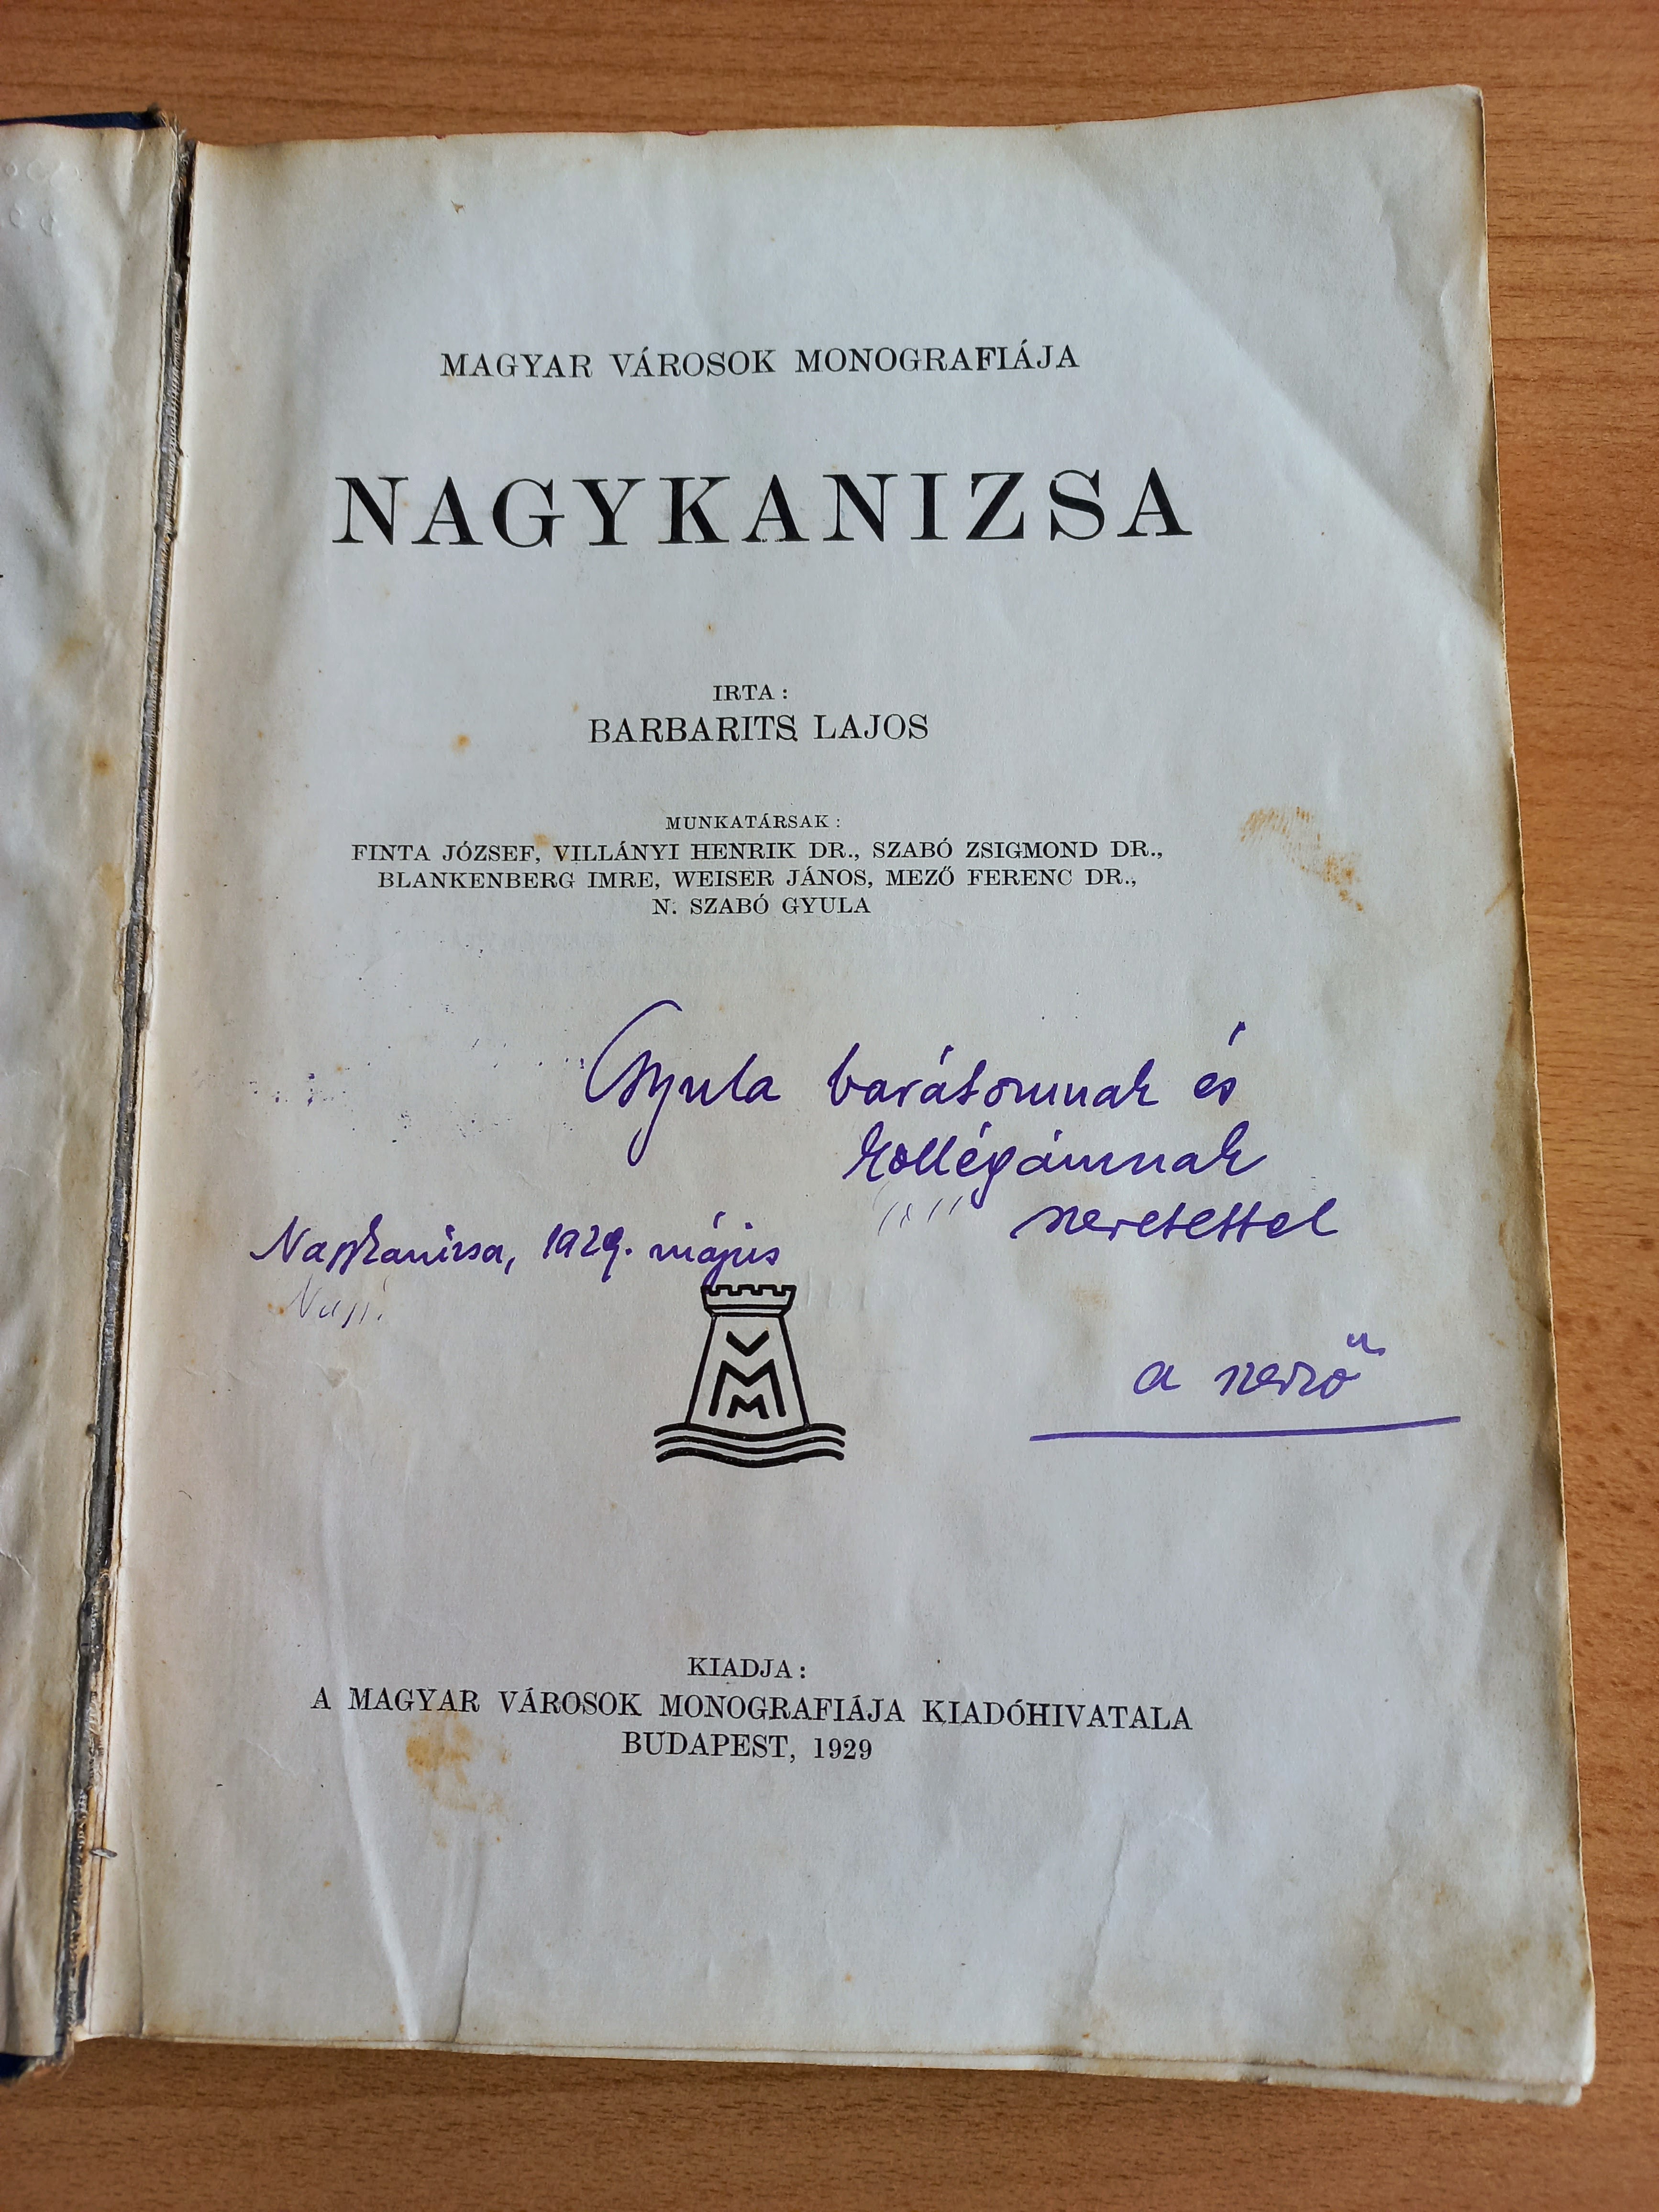 MAGYAR VÁROSOK MONOGRAFIÁJA
NAGYKANIZSA
IRTA :
BARBARITS LAJOS
MUNKATÁRSAK :
FINTA JÓZSEF, VILLÁNYI HENRIK DR., SZABÓ ZSIGMOND DR.,
BLANKENBERG IMRE, WEISER JÁNOS, MEZŐ FERENC DR.,
N. SZABÓ GYULA
Gyula barátomnak és
kollégámnak
szeretettel
Nagykanizsa, 1929. május
a szerző
VMM
KIADJA :
A MAGYAR VÁROSOK MONOGRAFIÁJA KIADÓHIVATALA
BUDAPEST, 1929